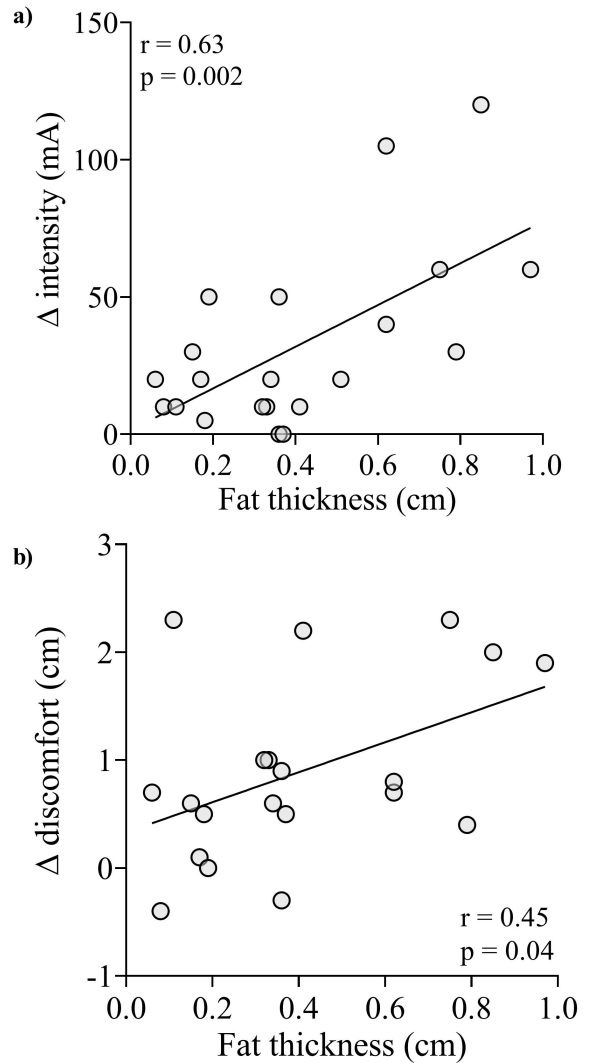 a)
150
r = 0.63
p = 0.002
100
Δ intensity (mA)
50
0
0.0 0.2 0.4 0.6 0.8 1.0
Fat thickness (cm)
b)
3
2
Δ discomfort (cm)
1
0
r = 0.45
p = 0.04
-1
0.0 0.2 0.4 0.6 0.8 1.0
Fat thickness (cm)